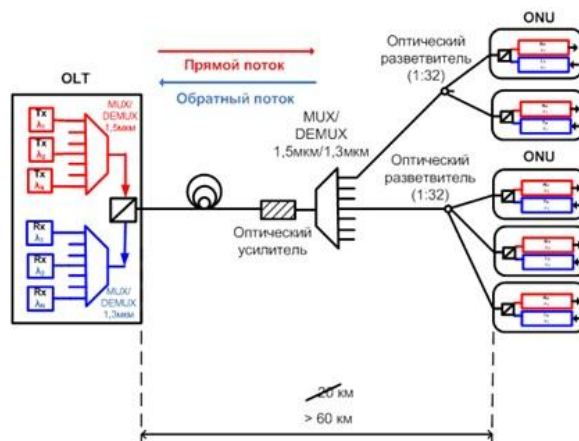 ONU
Оптический
разветвитель
(1:32)
Прямой поток
Обратный поток
OLT
MUX/
DEMUX
1,5мкм
Tx
λ1
Tx
λ2
Tx
λN
MUX/
DEMUX
1,5мкм/1,3мкм
Оптический
разветвитель
(1:32)
ONU
Оптический
усилитель
Rx
λ1
Rx
λ2
Rx
λN
MUX/
DEMUX
1,3мкм
20 км
> 60 км